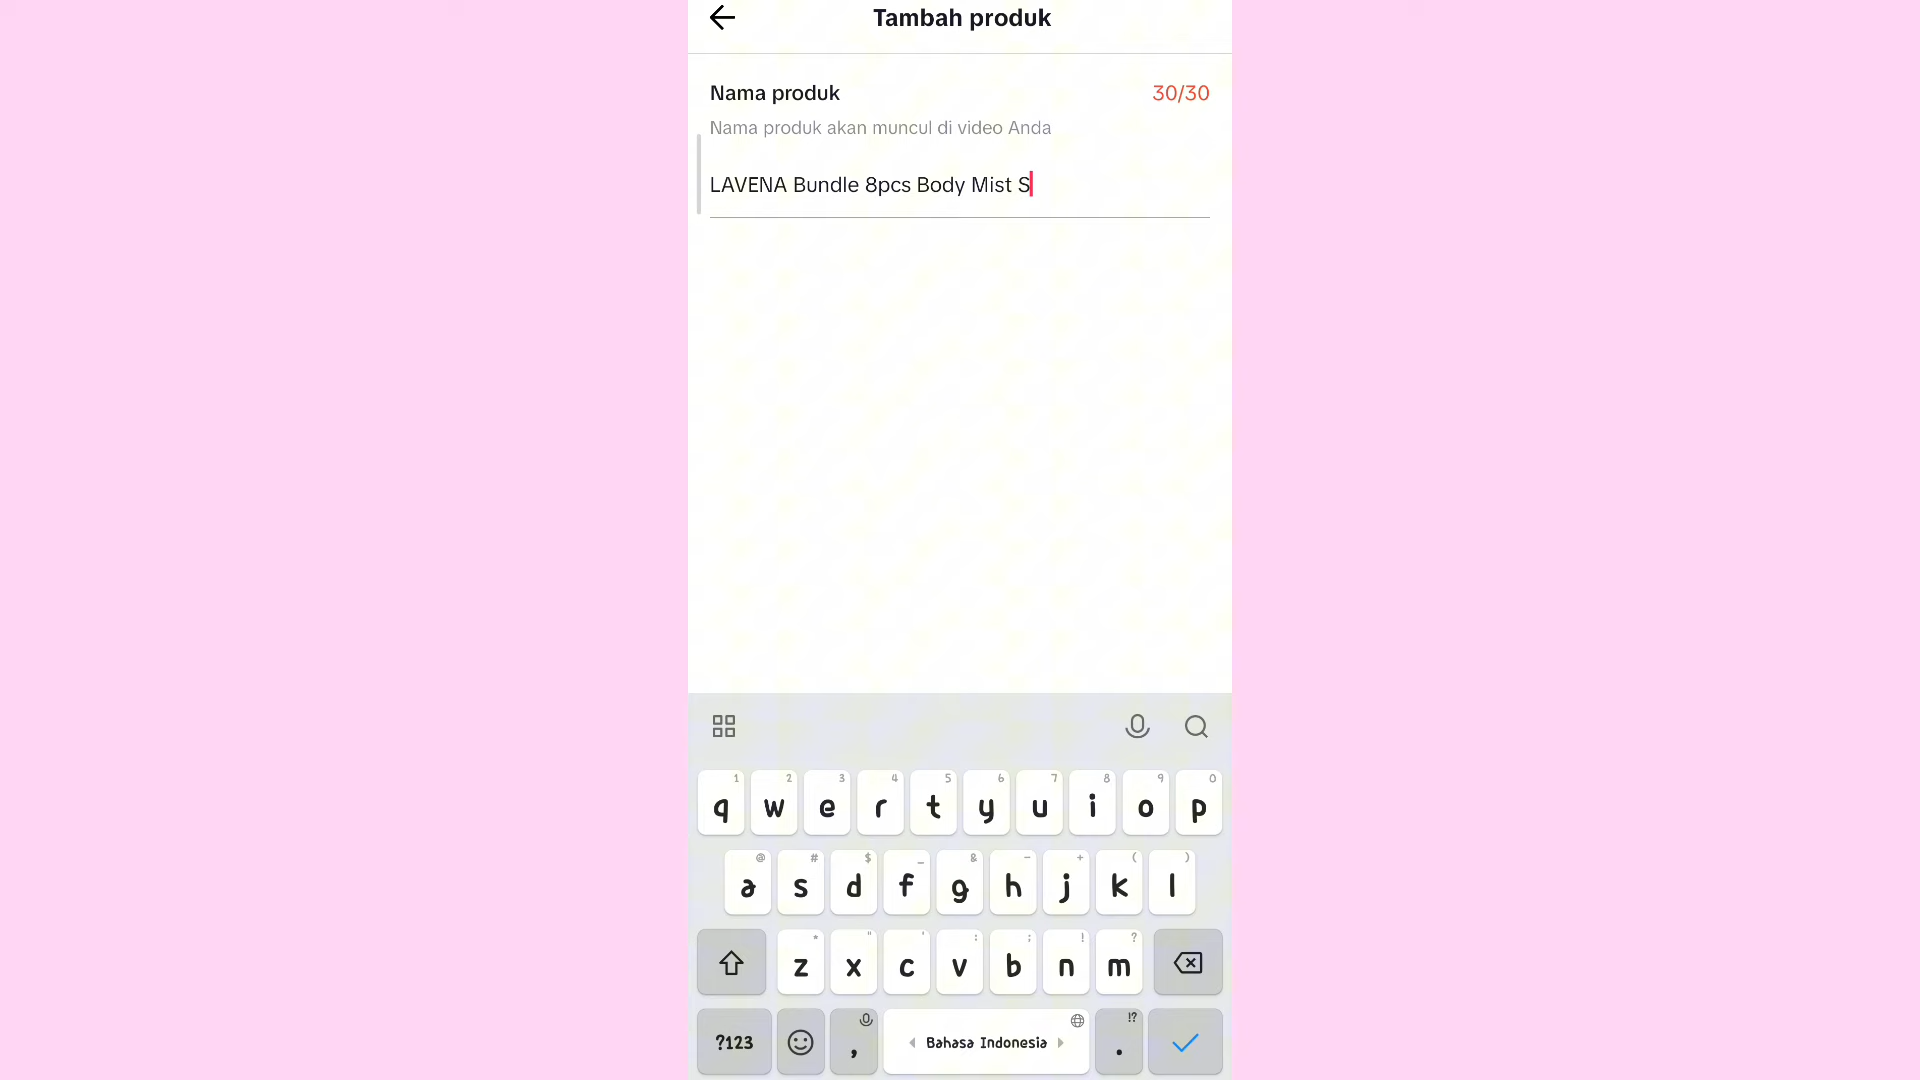 Tambah produk
Nama produk 30/30
Nama produk akan muncul di video Anda
LAVENA Bundle 8pcs Body Mist S
1 2 3 4 5 6 7 8 9 0
q w e r t y u i o p
@ # $ _ & - + ( )
a s d f g h j k l
* " ' : ; ! ?
z x c v b n m
!?
?123 , Bahasa Indonesia .